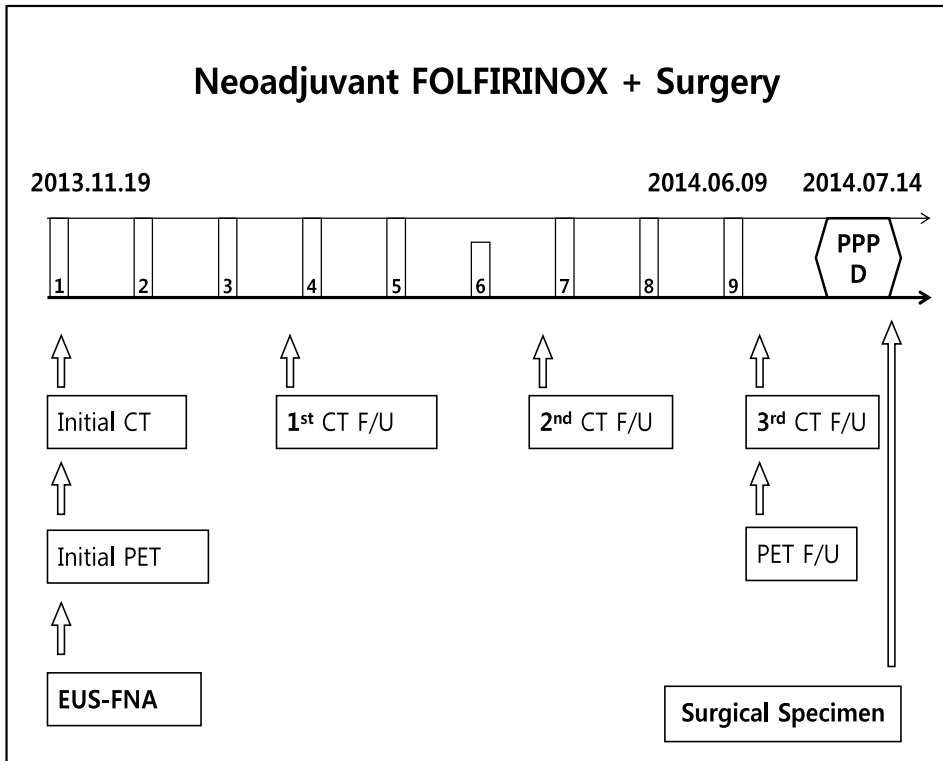 Neoadjuvant FOLFIRINOX + Surgery
2013.11.19
2014.06.09
2014.07.14
1
2
3
4
5
6
7
8
9
PPP
D
Initial CT
1st CT F/U
2nd CT F/U
3rd CT F/U
Initial PET
PET F/U
EUS-FNA
Surgical Specimen